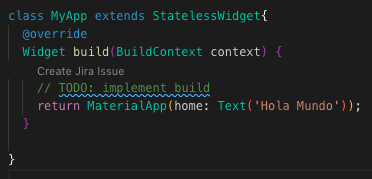 class MyApp extends StatelessWidget{
@override
Widget build(BuildContext context) {
Create Jira Issue
// TODO: implement build
return MaterialApp(home: Text('Hola Mundo'));
}
}